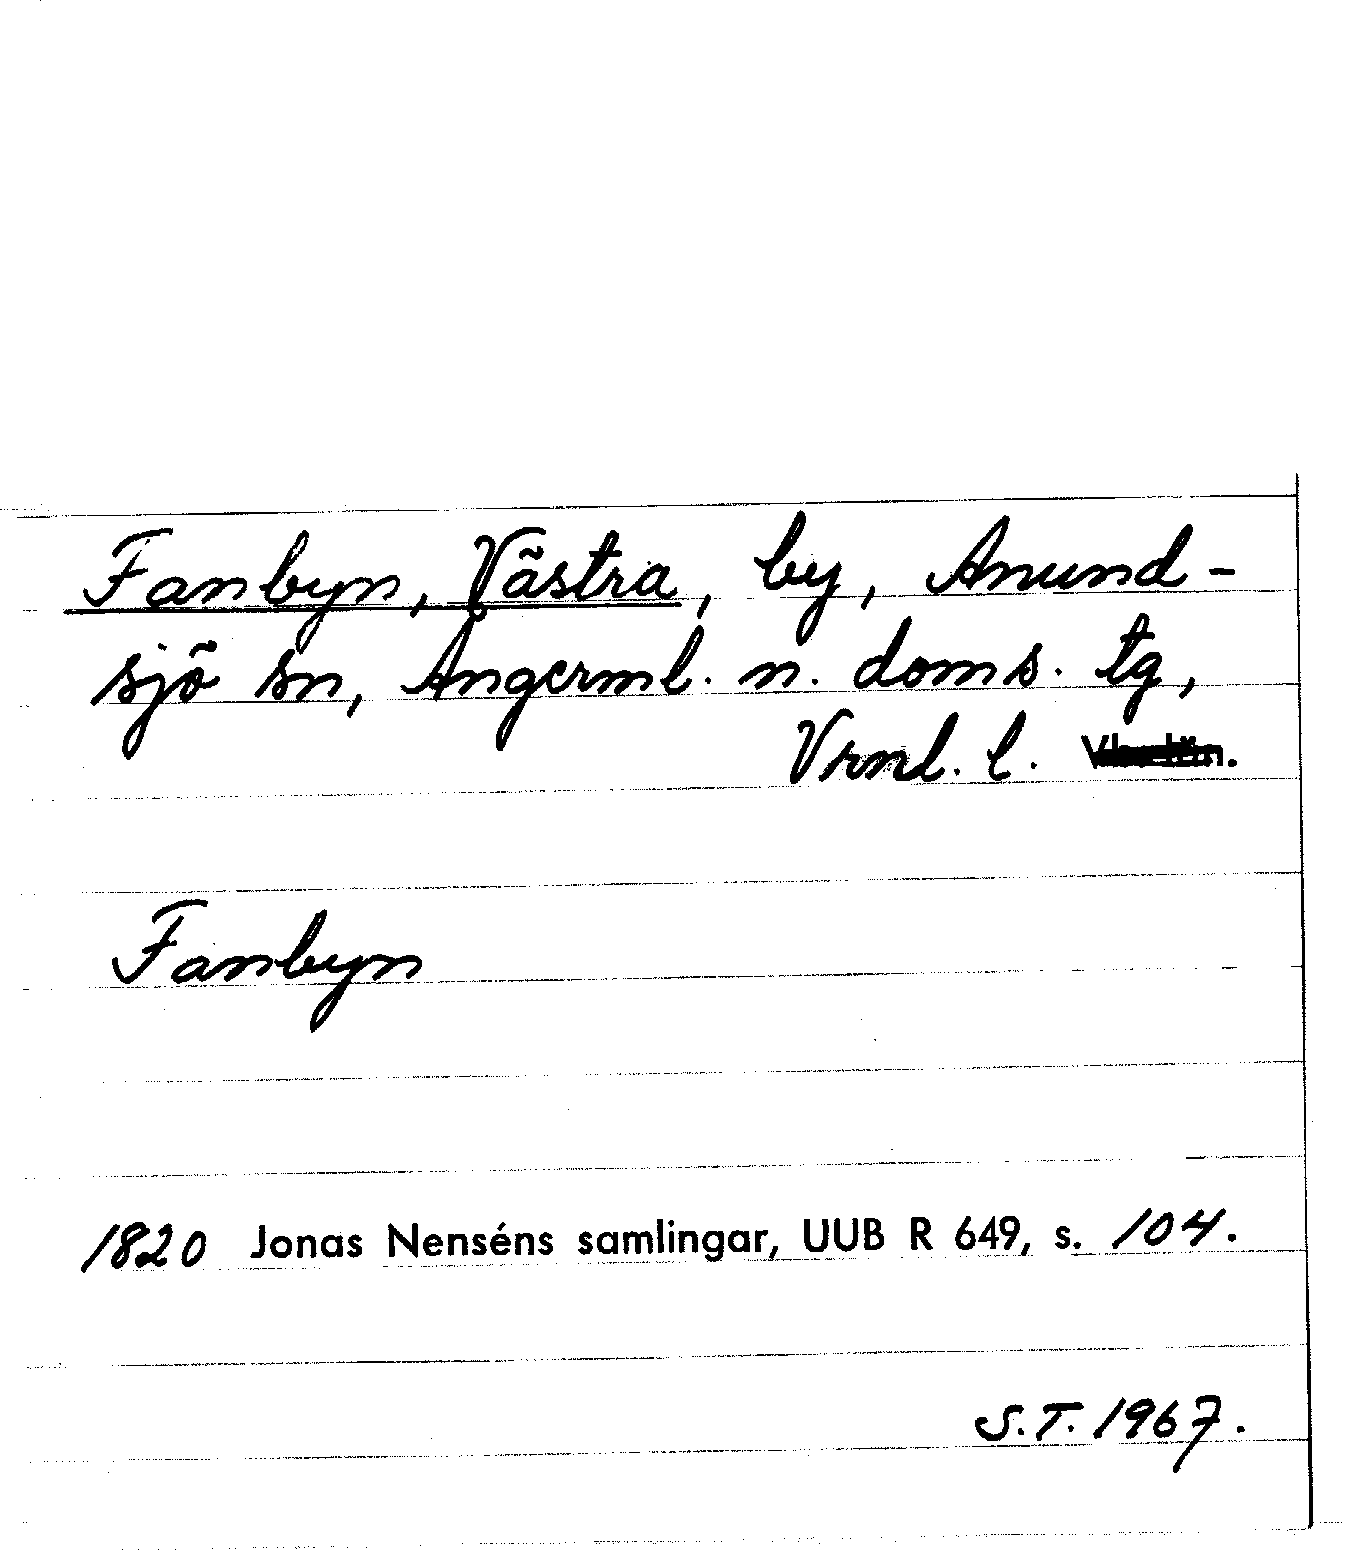 Fanbyn, Västra, by, Anund-
sjö sn, Ångerml. n. doms. tg,
Vrnl. l.
Fanbyn
1820 Jonas Nenséns samlingar, UUB R 649, s. 104.
S.T. 1967.